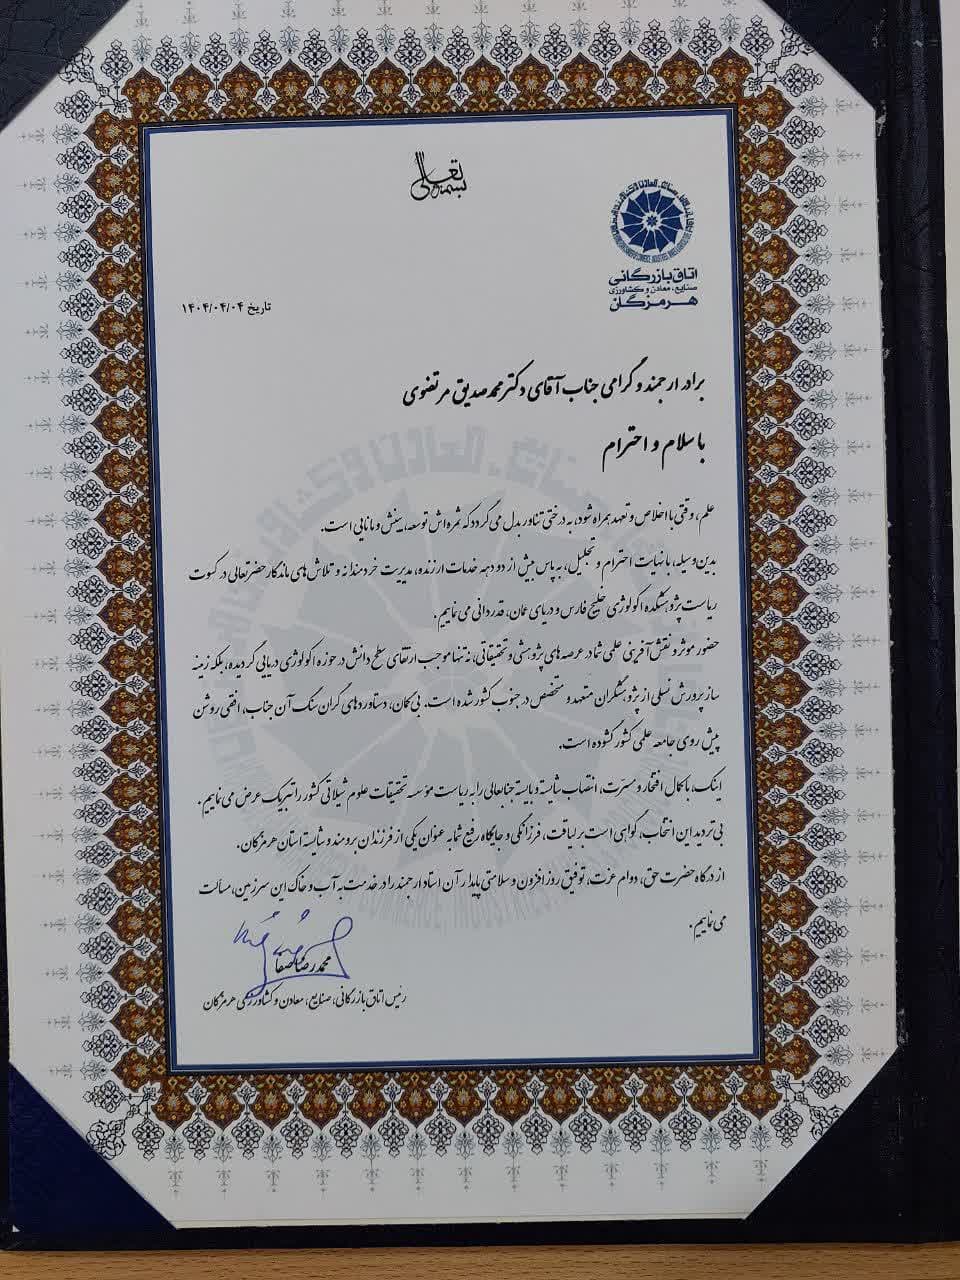 بسمه تعالی
اتاق بازرگانی
صنایع، معادن و کشاورزی
هرمزگان
تاریخ ۱۴۰۴/۰۴/۰۴
برادر ارجمند و گرامی جناب آقای دکتر محمد صدیق مرتضوی
با سلام و احترام
علم، وقتی با اخلاص و تعهد همراه شود، به درختی تناور بدل می گردد که ثمره اش توسعه، بینش و مانایی است.
بدین وسیله، با نهایت احترام و تجلیل، به پاس بیش از دو دهه خدمات ارزنده، مدیریت خردمندانه و تلاش های ماندگار حضرتعالی در کسوت
ریاست پژوهشکده اکولوژی خلیج فارس و دریای عمان، قدردانی می نماییم.
حضور موثر و نقش آفرینی علمی شما در عرصه های پژوهشی و تحقیقاتی، نه تنها موجب ارتقای سطح دانش در حوزه اکولوژی دریایی گردیده، بلکه زمینه
ساز پرورش نسلی از پژوهشگران متعهد و متخصص در جنوب کشور شده است. بی گمان، دستاوردهای گران سنگ آن جناب، افقی روشن
پیش روی جامعه علمی کشور گشوده است.
اینک، با کمال افتخار و مسرّت، انتصاب شایسته و بایسته جنابعالی را به ریاست مؤسسه تحقیقات علوم شیلاتی کشور را تبریک عرض می نماییم.
بی تردید این انتخاب، گواهی است بر لیاقت، فرزانگی و جایگاه رفیع شما به عنوان یکی از فرزندان برومند و شایسته استان هرمزگان.
از درگاه حضرت حق، دوام عزت، توفیق روزافزون و سلامتی پایدار آن استاد ارجمند را در خدمت به آب و خاک این سرزمین، مسألت
می نماییم.
محمدرضا صفا
رئیس اتاق بازرگانی، صنایع، معادن و کشاورزی هرمزگان